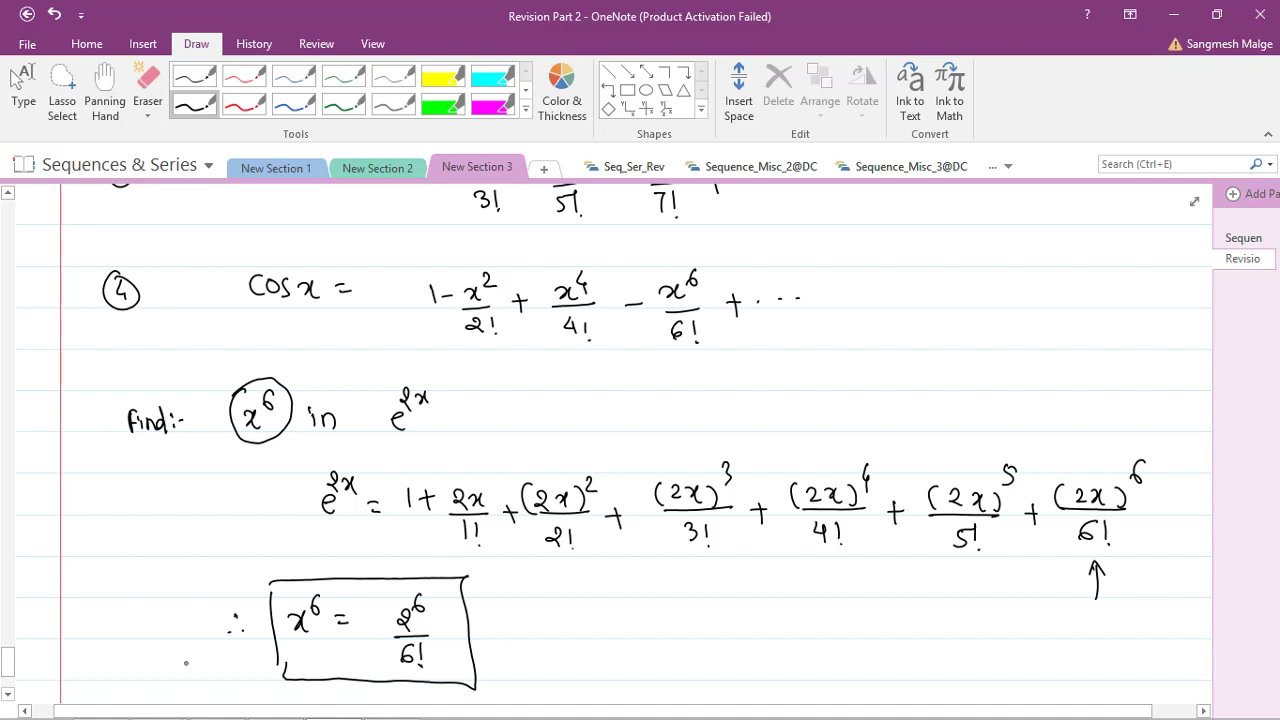 Revision Part 2 - OneNote (Product Activation Failed)
File Home Insert Draw History Review View Sangmesh Malge
Type Lasso Select Panning Hand Eraser Color & Thickness Insert Space Delete Arrange Rotate Ink to Text Ink to Math
Tools Shapes Edit Convert
Sequences & Series New Section 1 New Section 2 New Section 3 + Seq_Ser_Rev Sequence_Misc_2@DC Sequence_Misc_3@DC ... Search (Ctrl+E)
Add Pa
Sequen
Revisio
3! 5! 7!
④ cosx = 1 - x²/2! + x⁴/4! - x⁶/6! + ....
Find:- x⁶ in e²ˣ
e²ˣ = 1 + 2x/1! + (2x)²/2! + (2x)³/3! + (2x)⁴/4! + (2x)⁵/5! + (2x)⁶/6!
↑
∴ x⁶ = 2⁶/6!